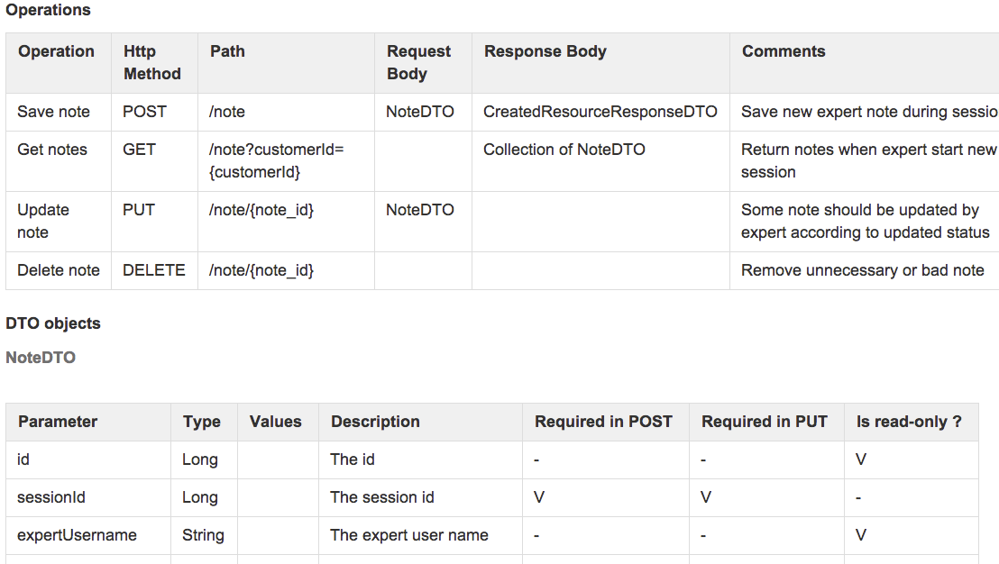 Operations
Operation Http Method Path Request Body Response Body Comments
Save note POST /note NoteDTO CreatedResourceResponseDTO Save new expert note during sessio
Get notes GET /note?customerId={customerId} Collection of NoteDTO Return notes when expert start new session
Update note PUT /note/{note_id} NoteDTO Some note should be updated by expert according to updated status
Delete note DELETE /note/{note_id} Remove unnecessary or bad note
DTO objects
NoteDTO
Parameter Type Values Description Required in POST Required in PUT Is read-only ?
id Long The id - - V
sessionId Long The session id V V -
expertUsername String The expert user name - - V